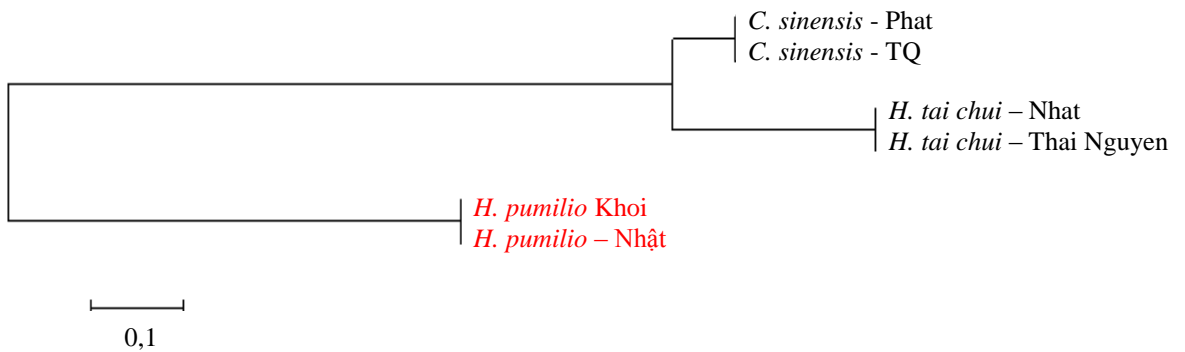 C. sinensis - Phat
C. sinensis - TQ
H. tai chui – Nhat
H. tai chui – Thai Nguyen
H. pumilio Khoi
H. pumilio – Nhật
0,1